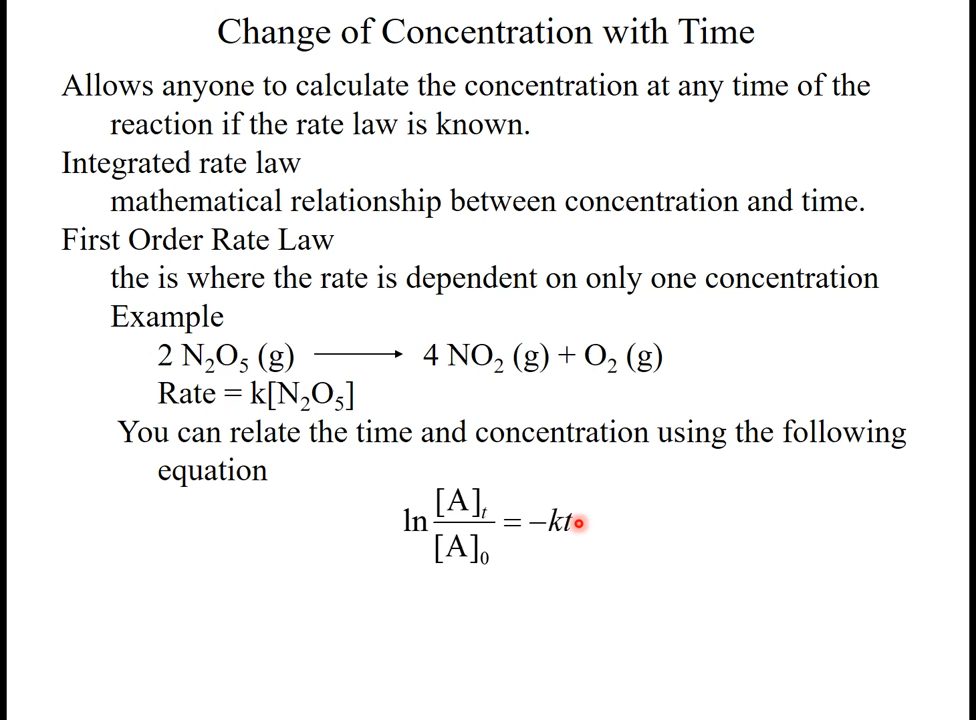 Change of Concentration with Time
Allows anyone to calculate the concentration at any time of the
reaction if the rate law is known.
Integrated rate law
mathematical relationship between concentration and time.
First Order Rate Law
the is where the rate is dependent on only one concentration
Example
2 N₂O₅ (g) ⟶ 4 NO₂ (g) + O₂ (g)
Rate = k[N₂O₅]
You can relate the time and concentration using the following
equation
ln [A]ₜ / [A]₀ = −kt